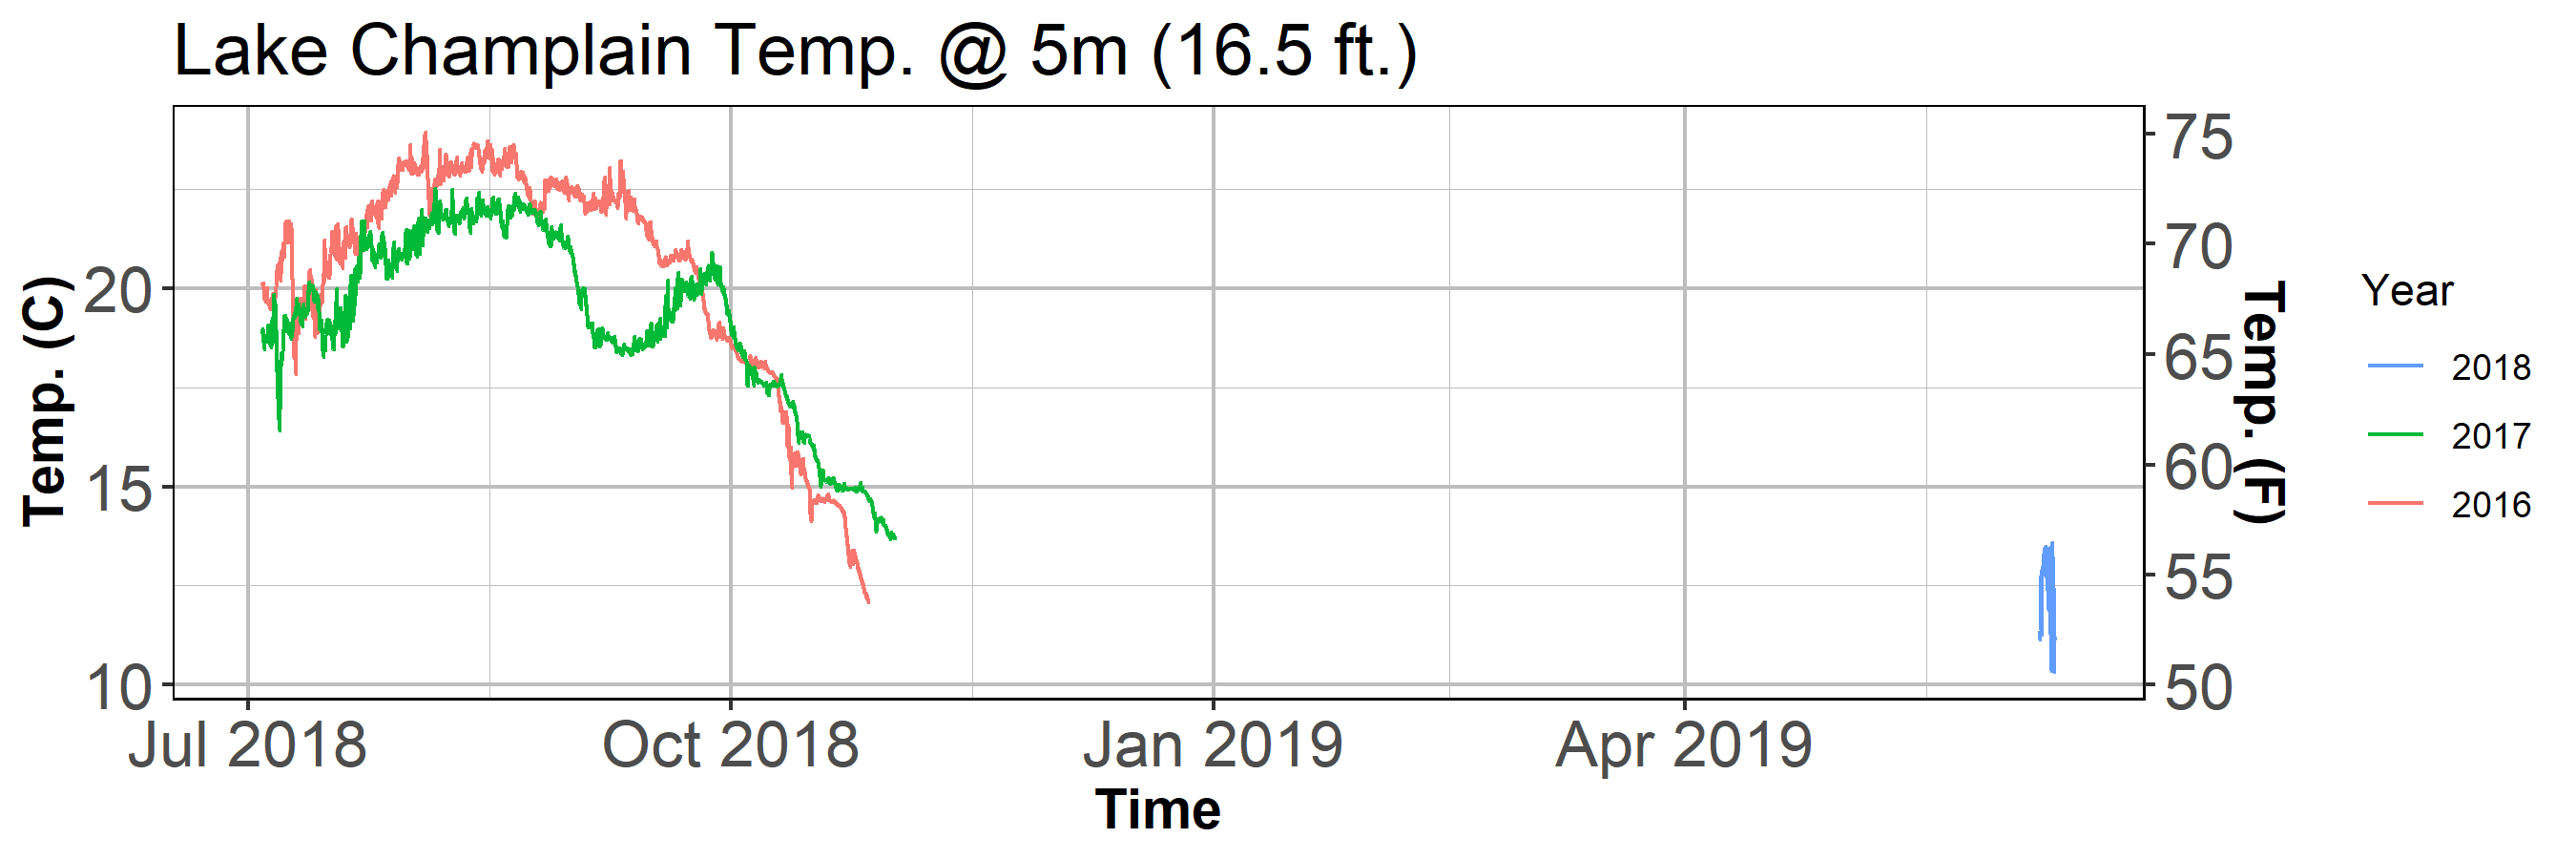 Lake Champlain Temp. @ 5m (16.5 ft.)
Temp. (C)
20
15
10
75
70
65
60
55
50
Temp. (F)
Jul 2018
Oct 2018
Jan 2019
Apr 2019
Time
Year
2018
2017
2016